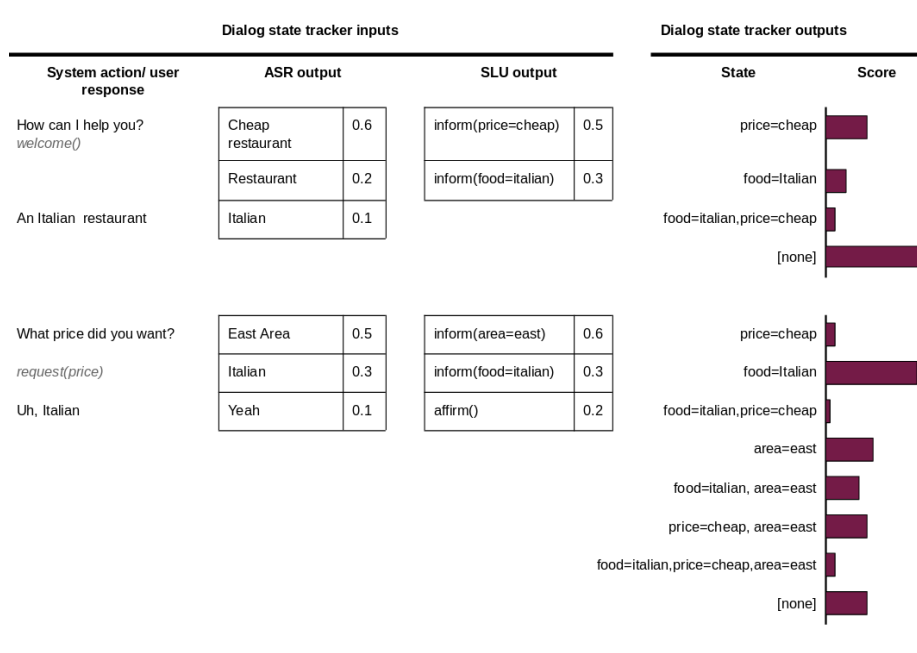 Dialog state tracker inputs
Dialog state tracker outputs
System action/ user response
ASR output
SLU output
State
Score
How can I help you?
welcome()
An Italian  restaurant
Cheap restaurant 0.6
Restaurant 0.2
Italian 0.1
inform(price=cheap) 0.5
inform(food=italian) 0.3
price=cheap
food=Italian
food=italian,price=cheap
[none]
What price did you want?
request(price)
Uh, Italian
East Area 0.5
Italian 0.3
Yeah 0.1
inform(area=east) 0.6
inform(food=italian) 0.3
affirm() 0.2
price=cheap
food=Italian
food=italian,price=cheap
area=east
food=italian, area=east
price=cheap, area=east
food=italian,price=cheap,area=east
[none]